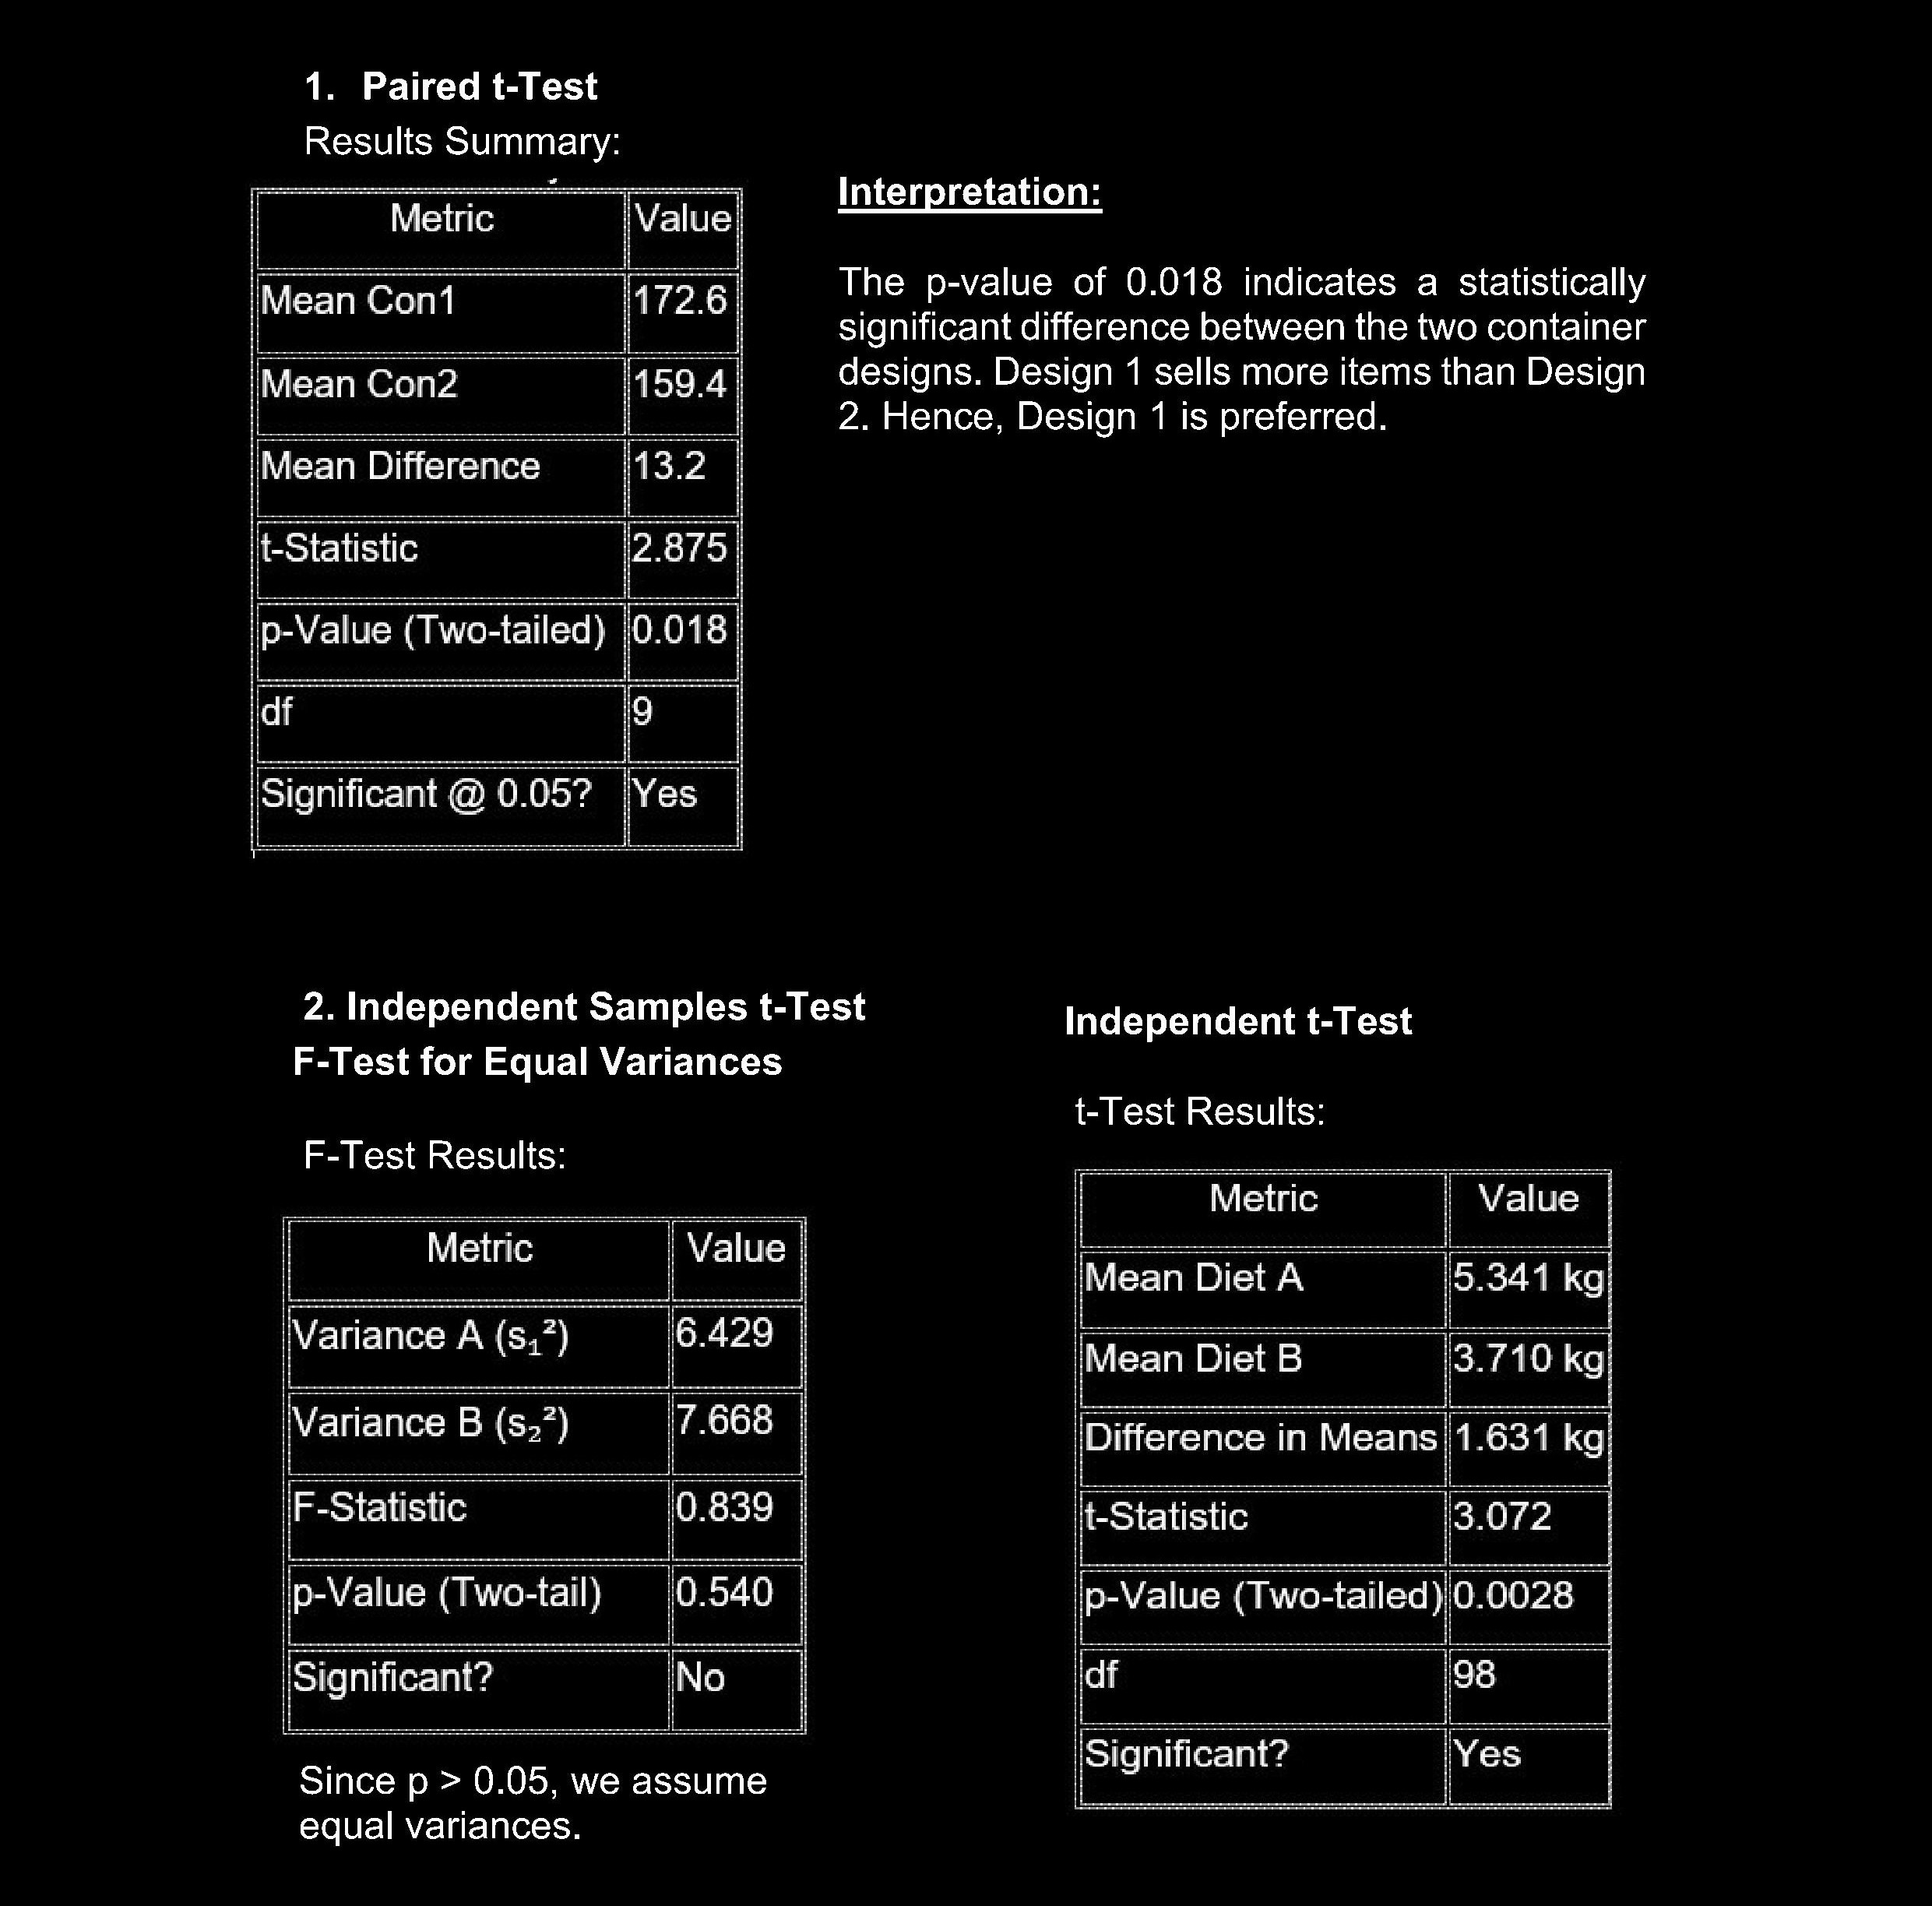 1. Paired t-Test
Results Summary:
Metric Value
Mean Con1 172.6
Mean Con2 159.4
Mean Difference 13.2
t-Statistic 2.875
p-Value (Two-tailed) 0.018
df 9
Significant @ 0.05? Yes
Interpretation:
The p-value of 0.018 indicates a statistically
significant difference between the two container
designs. Design 1 sells more items than Design
2. Hence, Design 1 is preferred.
2. Independent Samples t-Test
F-Test for Equal Variances
F-Test Results:
Metric Value
Variance A (s₁²) 6.429
Variance B (s₂²) 7.668
F-Statistic 0.839
p-Value (Two-tail) 0.540
Significant? No
Since p > 0.05, we assume
equal variances.
Independent t-Test
t-Test Results:
Metric Value
Mean Diet A 5.341 kg
Mean Diet B 3.710 kg
Difference in Means 1.631 kg
t-Statistic 3.072
p-Value (Two-tailed) 0.0028
df 98
Significant? Yes